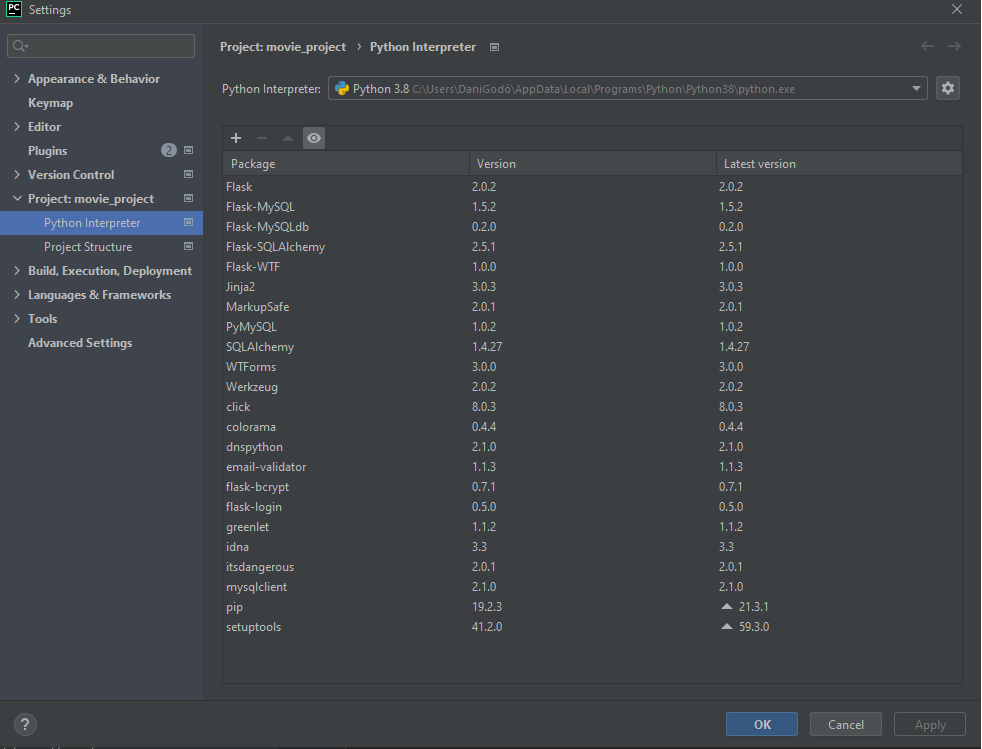 PC Settings
Project: movie_project › Python Interpreter
Appearance & Behavior
Keymap
Editor
Plugins 2
Version Control
Project: movie_project
Python Interpreter
Project Structure
Build, Execution, Deployment
Languages & Frameworks
Tools
Advanced Settings
Python Interpreter: Python 3.8 C:\Users\DaniGodó\AppData\Local\Programs\Python\Python38\python.exe
Package Version Latest version
Flask 2.0.2 2.0.2
Flask-MySQL 1.5.2 1.5.2
Flask-MySQLdb 0.2.0 0.2.0
Flask-SQLAlchemy 2.5.1 2.5.1
Flask-WTF 1.0.0 1.0.0
Jinja2 3.0.3 3.0.3
MarkupSafe 2.0.1 2.0.1
PyMySQL 1.0.2 1.0.2
SQLAlchemy 1.4.27 1.4.27
WTForms 3.0.0 3.0.0
Werkzeug 2.0.2 2.0.2
click 8.0.3 8.0.3
colorama 0.4.4 0.4.4
dnspython 2.1.0 2.1.0
email-validator 1.1.3 1.1.3
flask-bcrypt 0.7.1 0.7.1
flask-login 0.5.0 0.5.0
greenlet 1.1.2 1.1.2
idna 3.3 3.3
itsdangerous 2.0.1 2.0.1
mysqlclient 2.1.0 2.1.0
pip 19.2.3 21.3.1
setuptools 41.2.0 59.3.0
? OK Cancel Apply